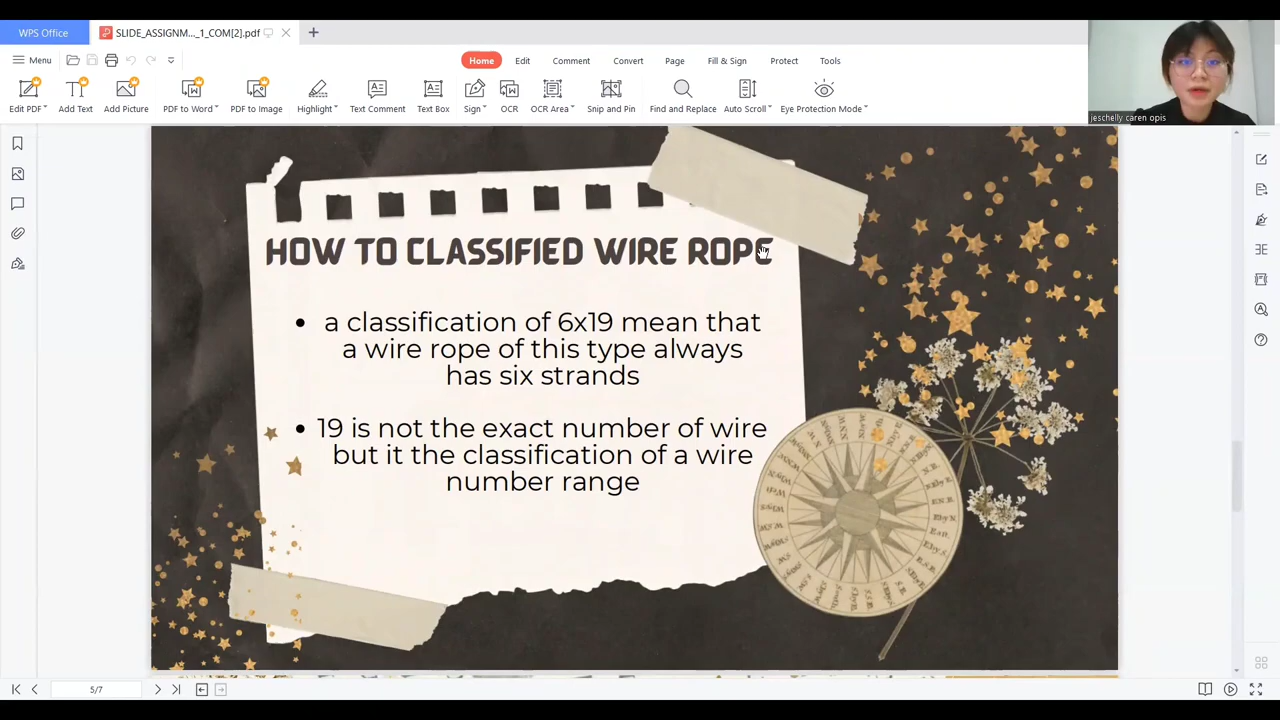 WPS Office
SLIDE_ASSIGNM..._1_COM[2].pdf
Menu
Home
Edit
Comment
Convert
Page
Fill & Sign
Protect
Tools
Edit PDF
Add Text
Add Picture
PDF to Word
PDF to Image
Highlight
Text Comment
Text Box
Sign
OCR
OCR Area
Snip and Pin
Find and Replace
Auto Scroll
Eye Protection Mode
jeschelly caren opis
HOW TO CLASSIFIED WIRE ROPE
• a classification of 6x19 mean that
a wire rope of this type always
has six strands
• 19 is not the exact number of wire
but it the classification of a wire
number range
5/7